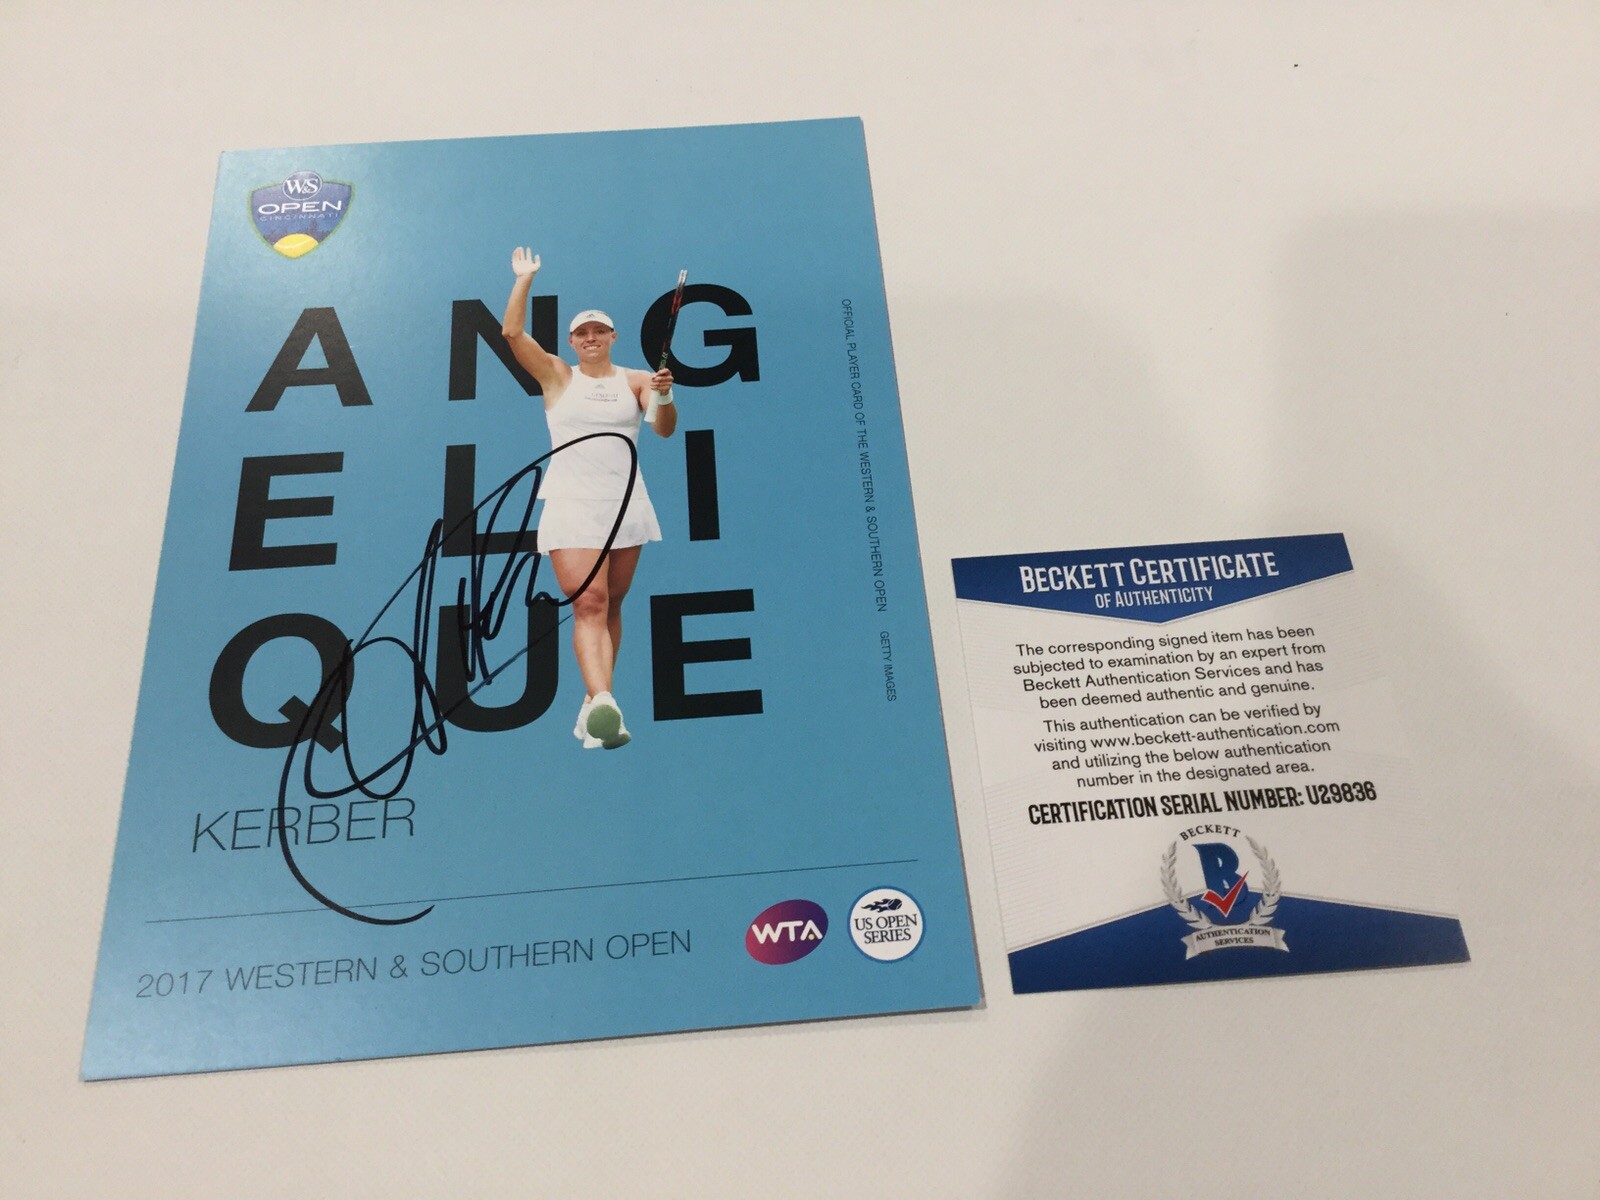 W&S
OPEN
CINCINNATI
A N G
E L I
Q U E
KERBER
OFFICIAL PLAYER CARD OF THE WESTERN & SOUTHERN OPEN GETTY IMAGES
2017 WESTERN & SOUTHERN OPEN
WTA
US OPEN
SERIES
BECKETT CERTIFICATE
OF AUTHENTICITY
The corresponding signed item has been
subjected to examination by an expert from
Beckett Authentication Services and has
been deemed authentic and genuine.
This authentication can be verified by
visiting www.beckett-authentication.com
and utilizing the below authentication
number in the designated area.
CERTIFICATION SERIAL NUMBER: U29836
BECKETT
B
AUTHENTICATION
SERVICES